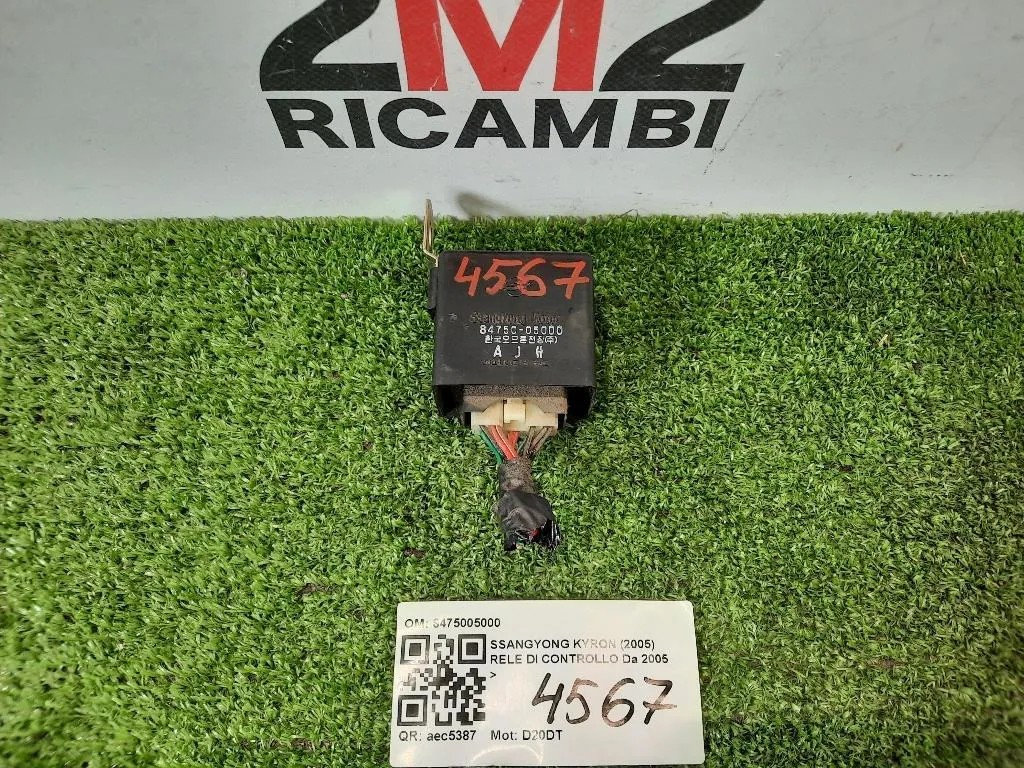 2M2
RICAMBI
4567
Ssangyong Motor
84750-05000
한국오므론전장(주)
A J H
OM: 8475005000
SSANGYONG KYRON (2005)
RELE DI CONTROLLO Da 2005
>
4567
QR: aec5387 Mot: D20DT